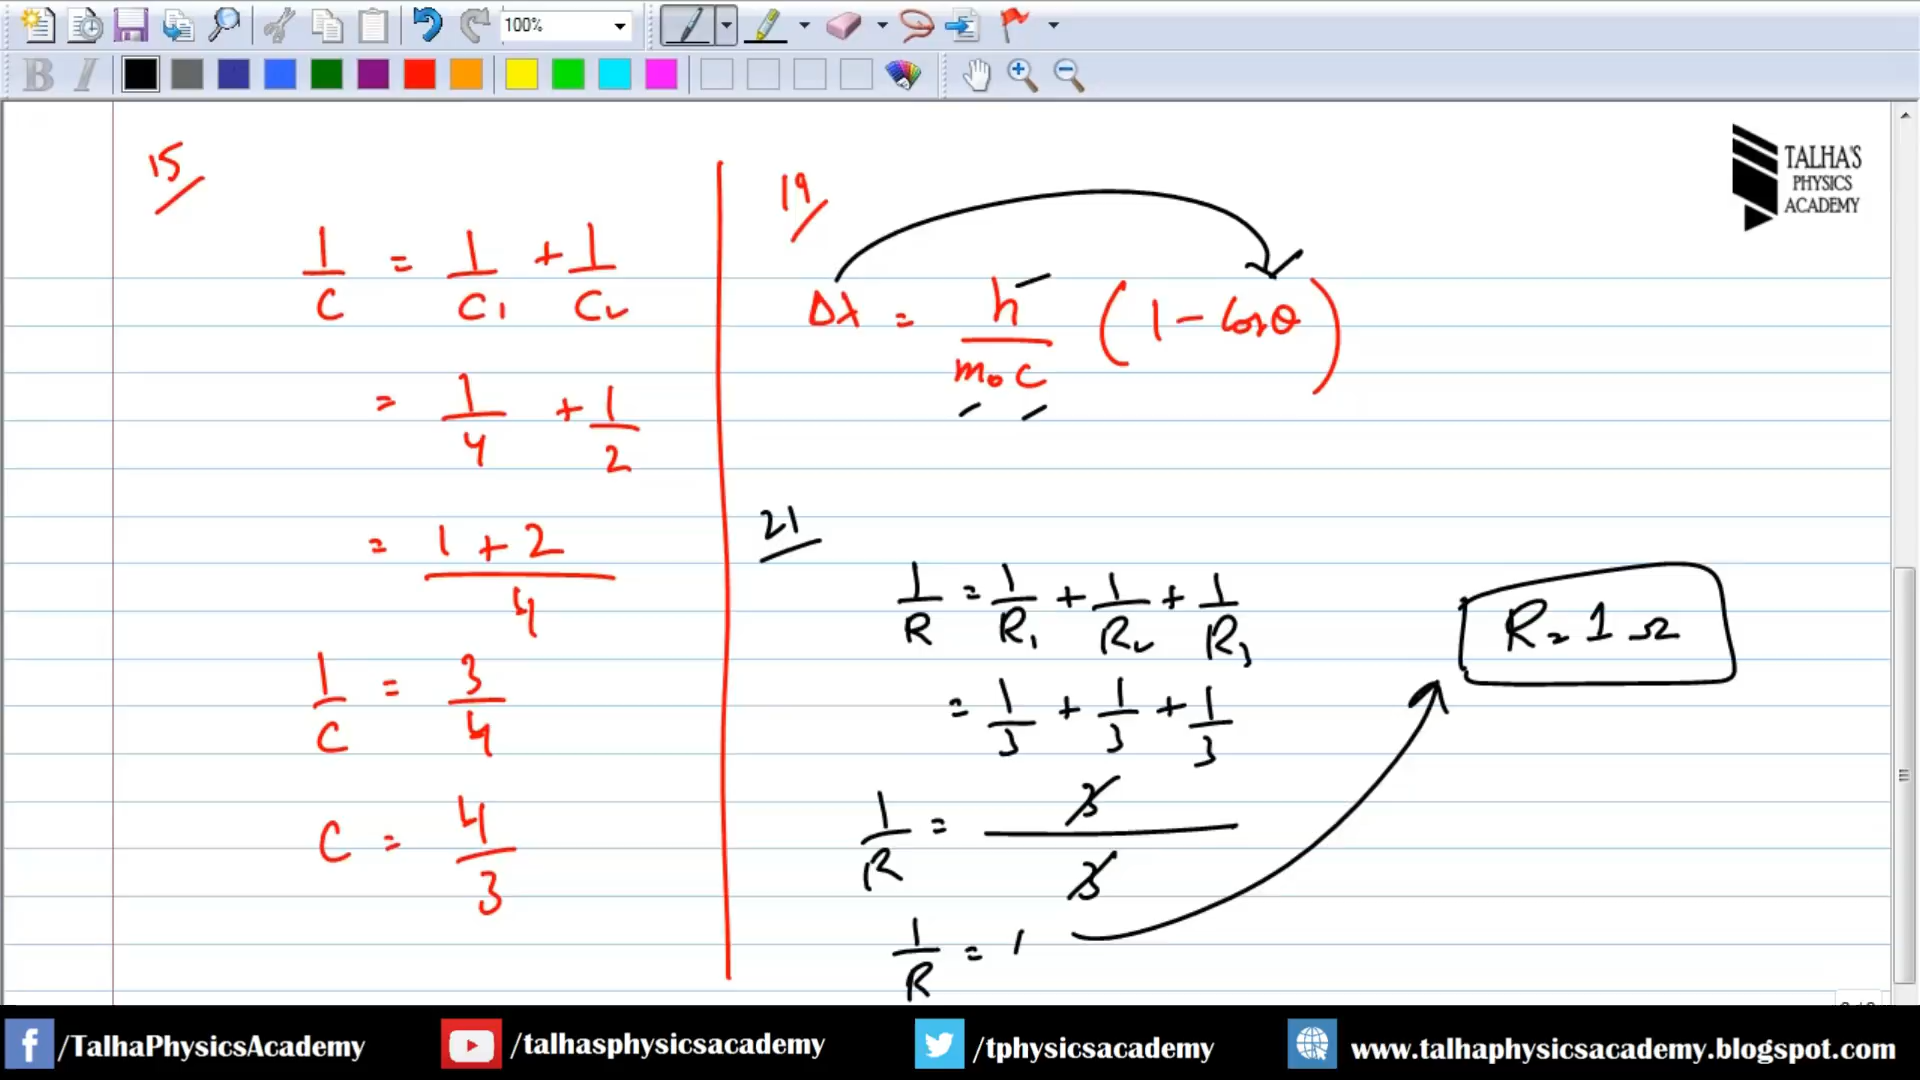 100%
B I
TALHA'S
PHYSICS
ACADEMY
15
1/C = 1/C₁ + 1/C₂
= 1/4 + 1/2
= 1 + 2 / 4
1/C = 3/4
C = 4/3
19
Δλ = h/m₀c (1 - Cosθ)
21
1/R = 1/R₁ + 1/R₂ + 1/R₃
= 1/3 + 1/3 + 1/3
1/R = 3/3
1/R = 1
R = 1 Ω
/TalhaPhysicsAcademy
/talhasphysicsacademy
/tphysicsacademy
www.talhaphysicsacademy.blogspot.com